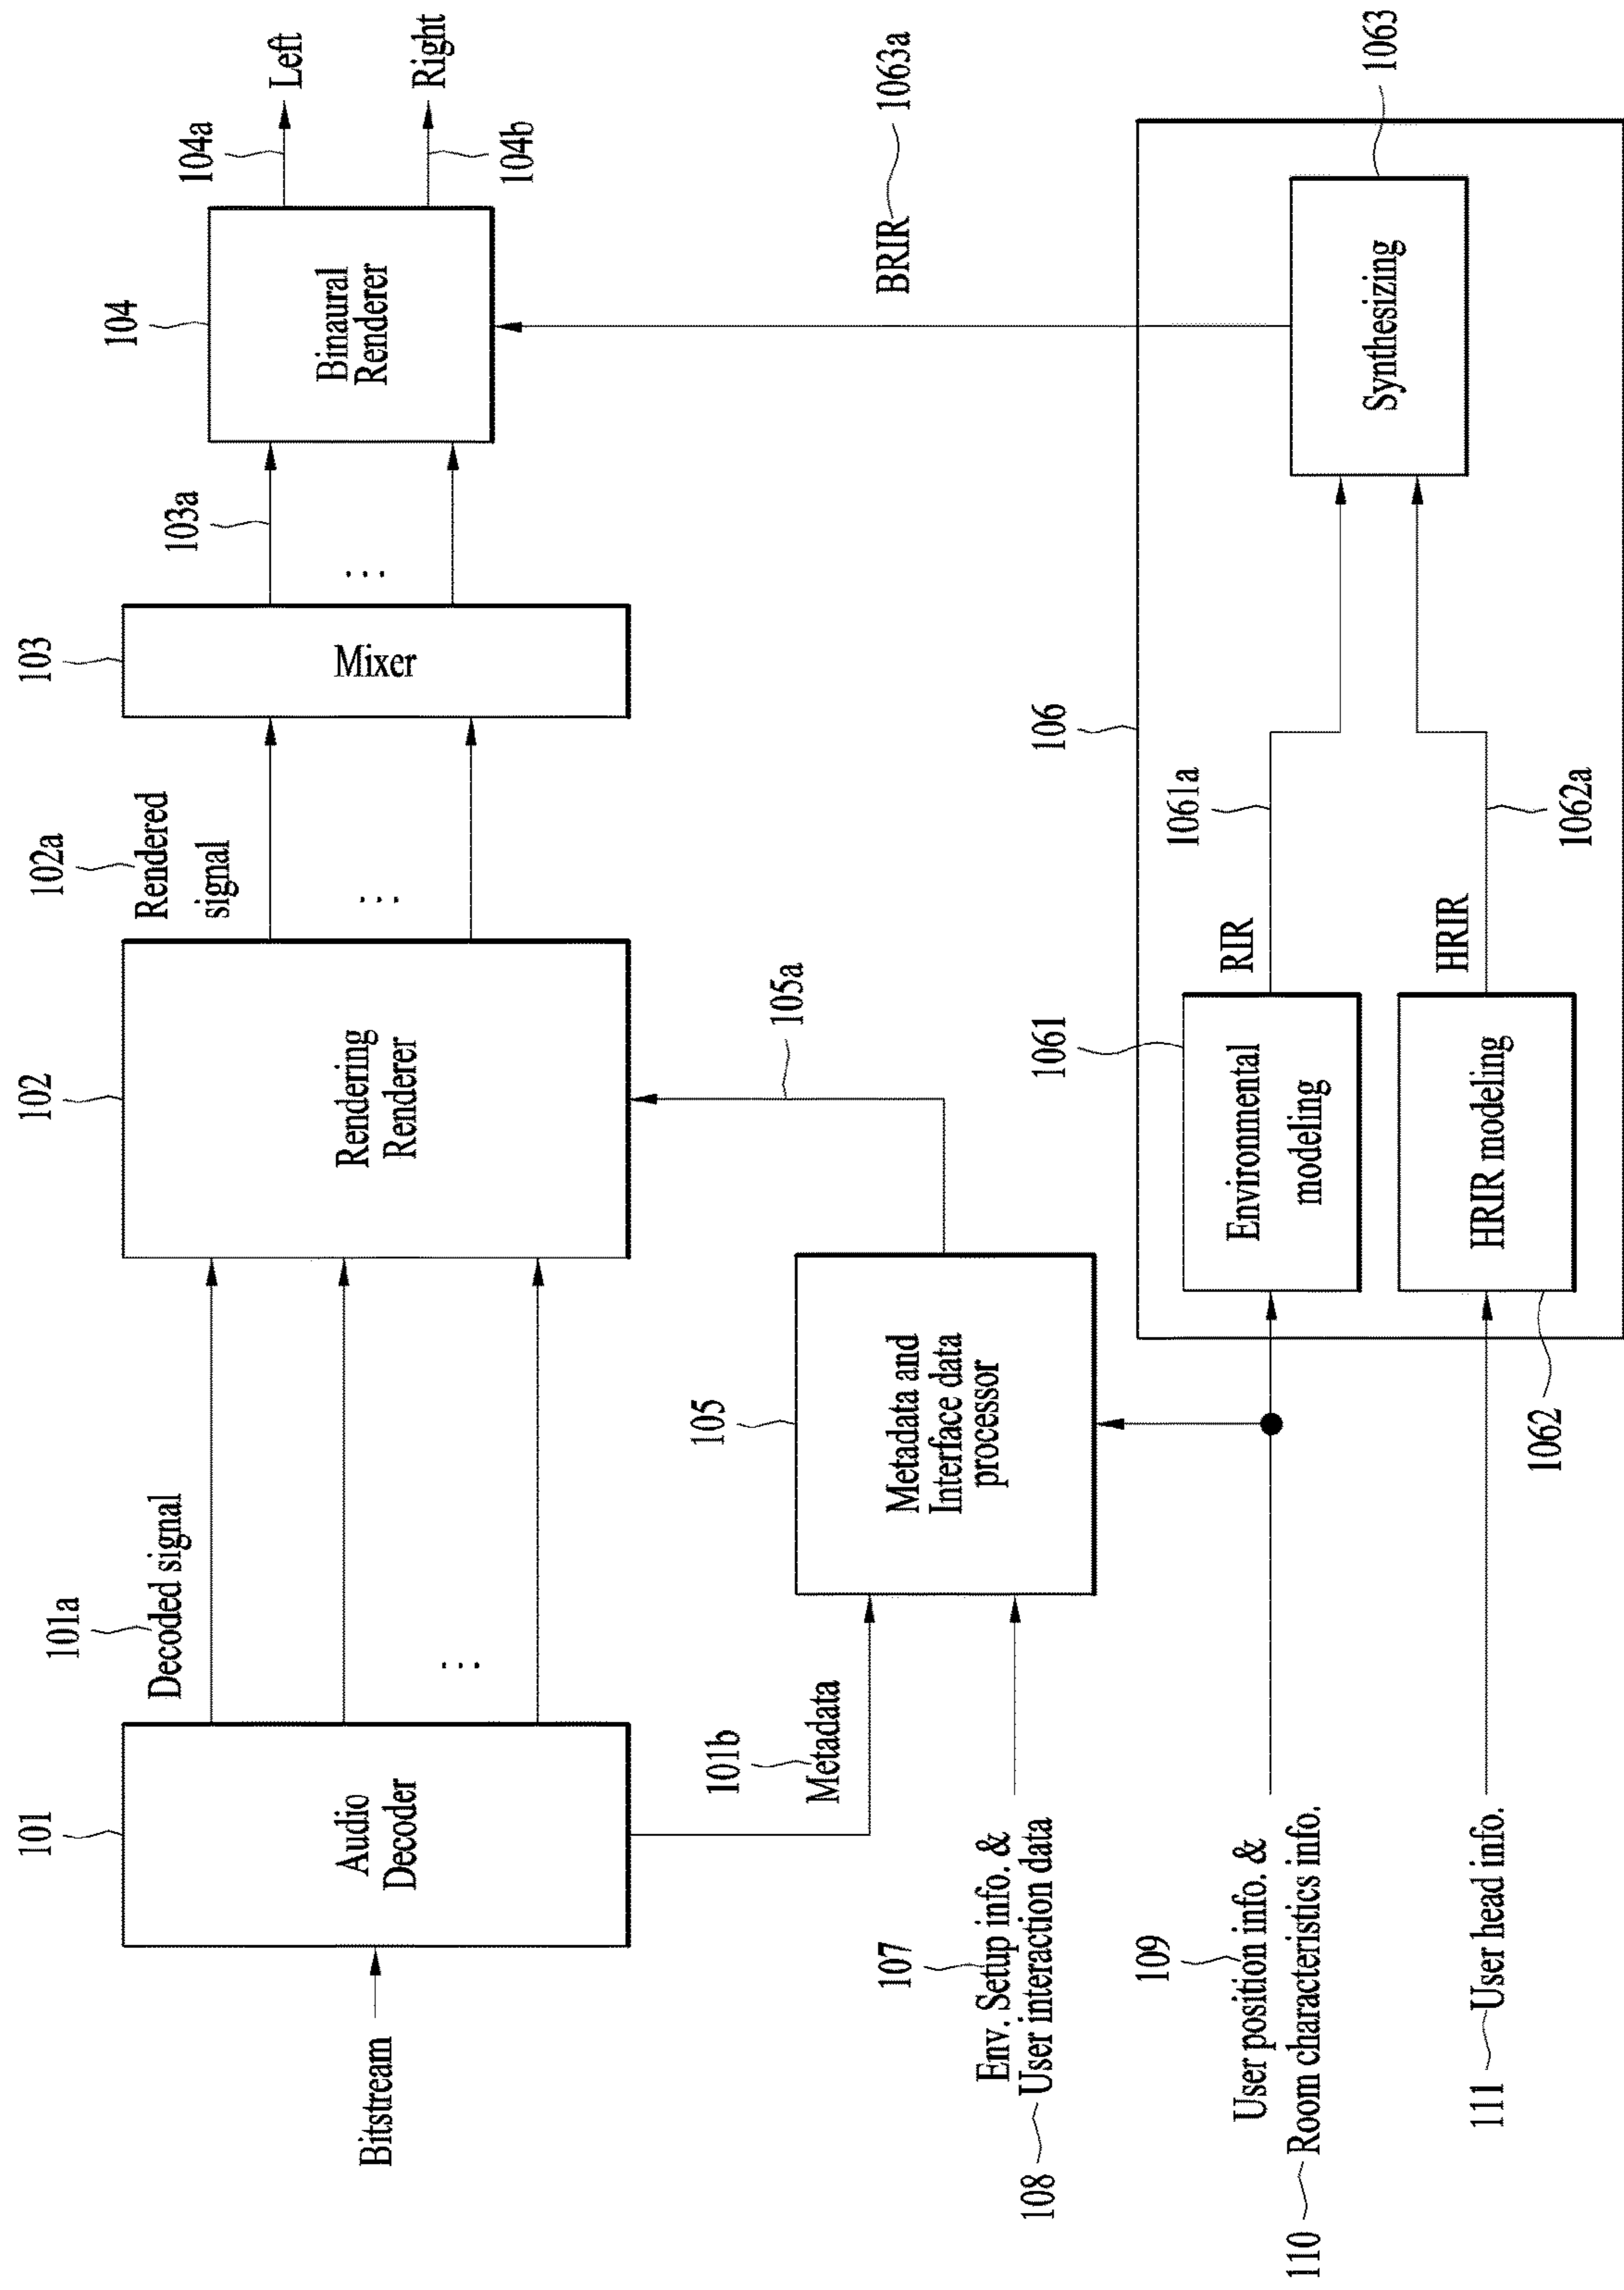 101
Audio
Decoder
Bitstream
101a
Decoded signal
...
101b
Metadata
102
Rendering
Renderer
102a
Rendered
signal
...
103
Mixer
103a
...
104
Binaural
Renderer
104a
Left
104b
Right
105
Metadata and
Interface data
processor
105a
107
Env. Setup info. &
108 User interaction data
109
User position info. &
110 Room characteristics info.
111 User head info.
106
1061
Environmental
modeling
RIR
1061a
HRIR modeling
1062
HRIR
1062a
Synthesizing
1063
BRIR 1063a